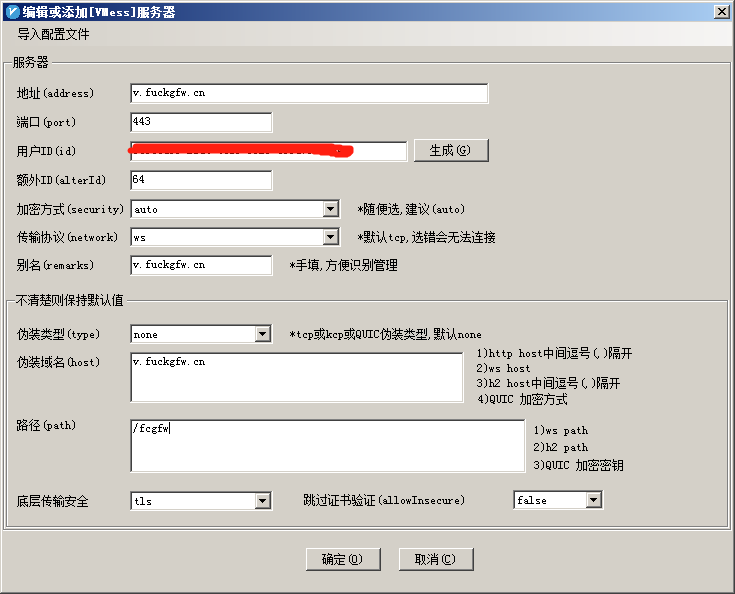 编辑或添加[VMess]服务器
导入配置文件
服务器
地址(address) v.fuckgfw.cn
端口(port) 443
用户ID(id) 生成(G)
额外ID(alterId) 64
加密方式(security) auto *随便选,建议(auto)
传输协议(network) ws *默认tcp,选错会无法连接
别名(remarks) v.fuckgfw.cn *手填,方便识别管理
不清楚则保持默认值
伪装类型(type) none *tcp或kcp或QUIC伪装类型,默认none
伪装域名(host) v.fuckgfw.cn
1)http host中间逗号(,)隔开
2)ws host
3)h2 host中间逗号(,)隔开
4)QUIC 加密方式
路径(path) /fcgfw
1)ws path
2)h2 path
3)QUIC 加密密钥
底层传输安全 tls 跳过证书验证(allowInsecure) false
确定(O) 取消(C)